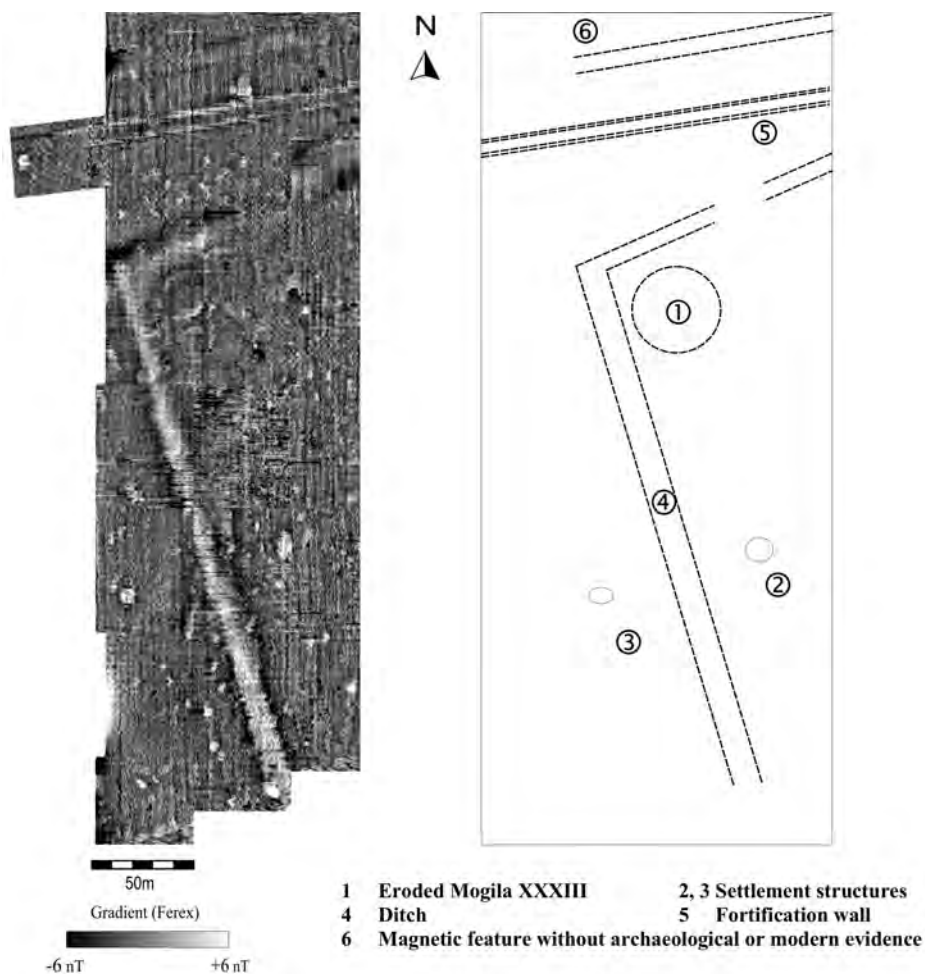 N
⑥
⑤
①
④
②
③
50m
Gradient (Ferex)
-6 nT +6 nT
1 Eroded Mogila XXXIII 2, 3 Settlement structures
4 Ditch 5 Fortification wall
6 Magnetic feature without archaeological or modern evidence